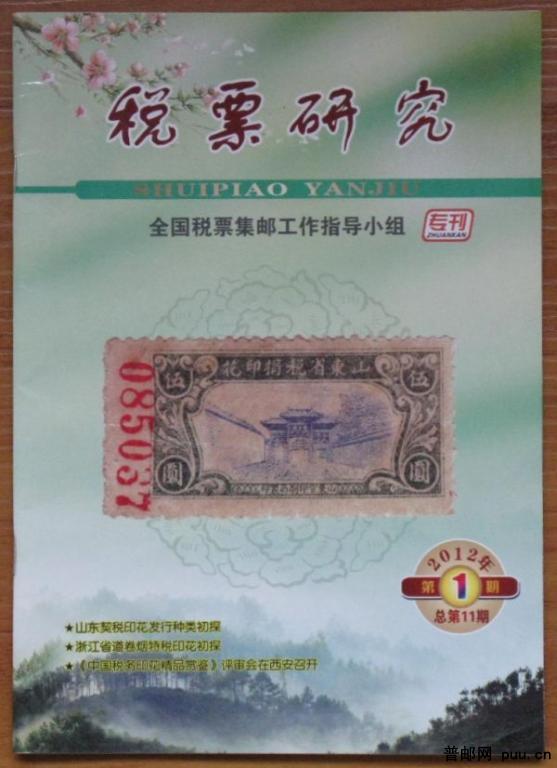 税票研究
SHUIPIAO YANJIU
全国税票集邮工作指导小组
专刊
ZHUANKAN
花印捐税省東山
伍
伍
圓
圓
085037
2012年
第1期
总第11期
★山东契税印花发行种类初探
★浙江省道卷烟特税印花初探
★《中国税务印花精品赏鉴》评审会在西安召开
普邮网 puu.cn